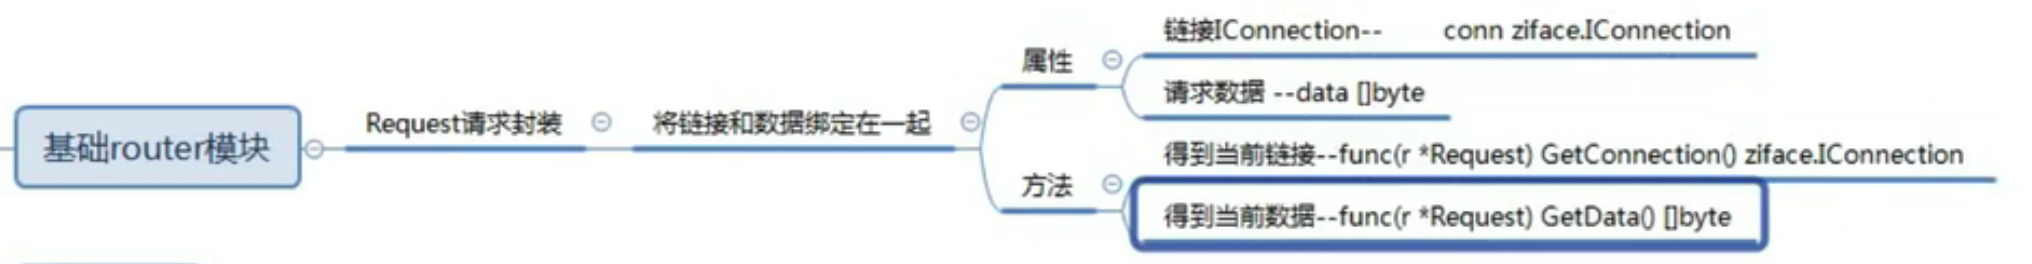 基础router模块
Request请求封装
将链接和数据绑定在一起
属性
链接IConnection-- conn ziface.IConnection
请求数据 --data []byte
方法
得到当前链接--func(r *Request) GetConnection() ziface.IConnection
得到当前数据--func(r *Request) GetData() []byte